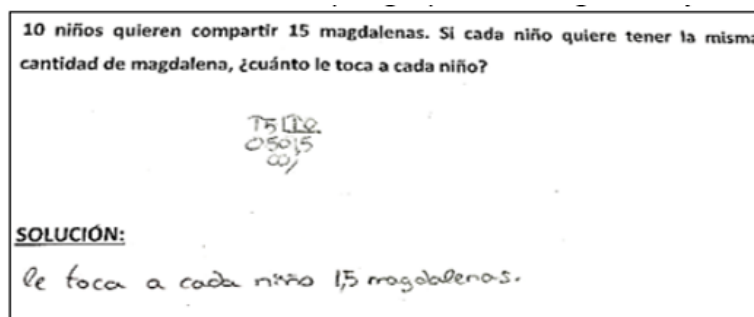 10 niños quieren compartir 15 magdalenas. Si cada niño quiere tener la misma
cantidad de magdalena, ¿cuánto le toca a cada niño?
15 10
050 1,5
00
SOLUCIÓN:
le toca a cada niño 1,5 magdalenas.